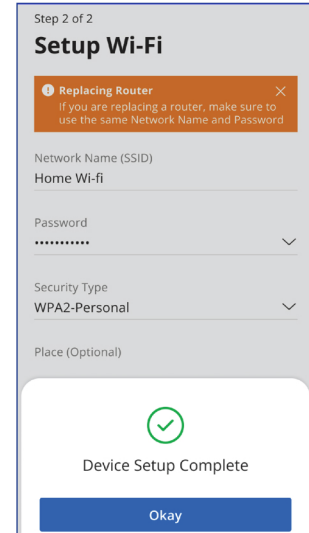 Step 2 of 2
Setup Wi-Fi
Replacing Router
If you are replacing a router, make sure to
use the same Network Name and Password
Network Name (SSID)
Home Wi-fi
Password
•••••••••••
Security Type
WPA2-Personal
Place (Optional)
Device Setup Complete
Okay